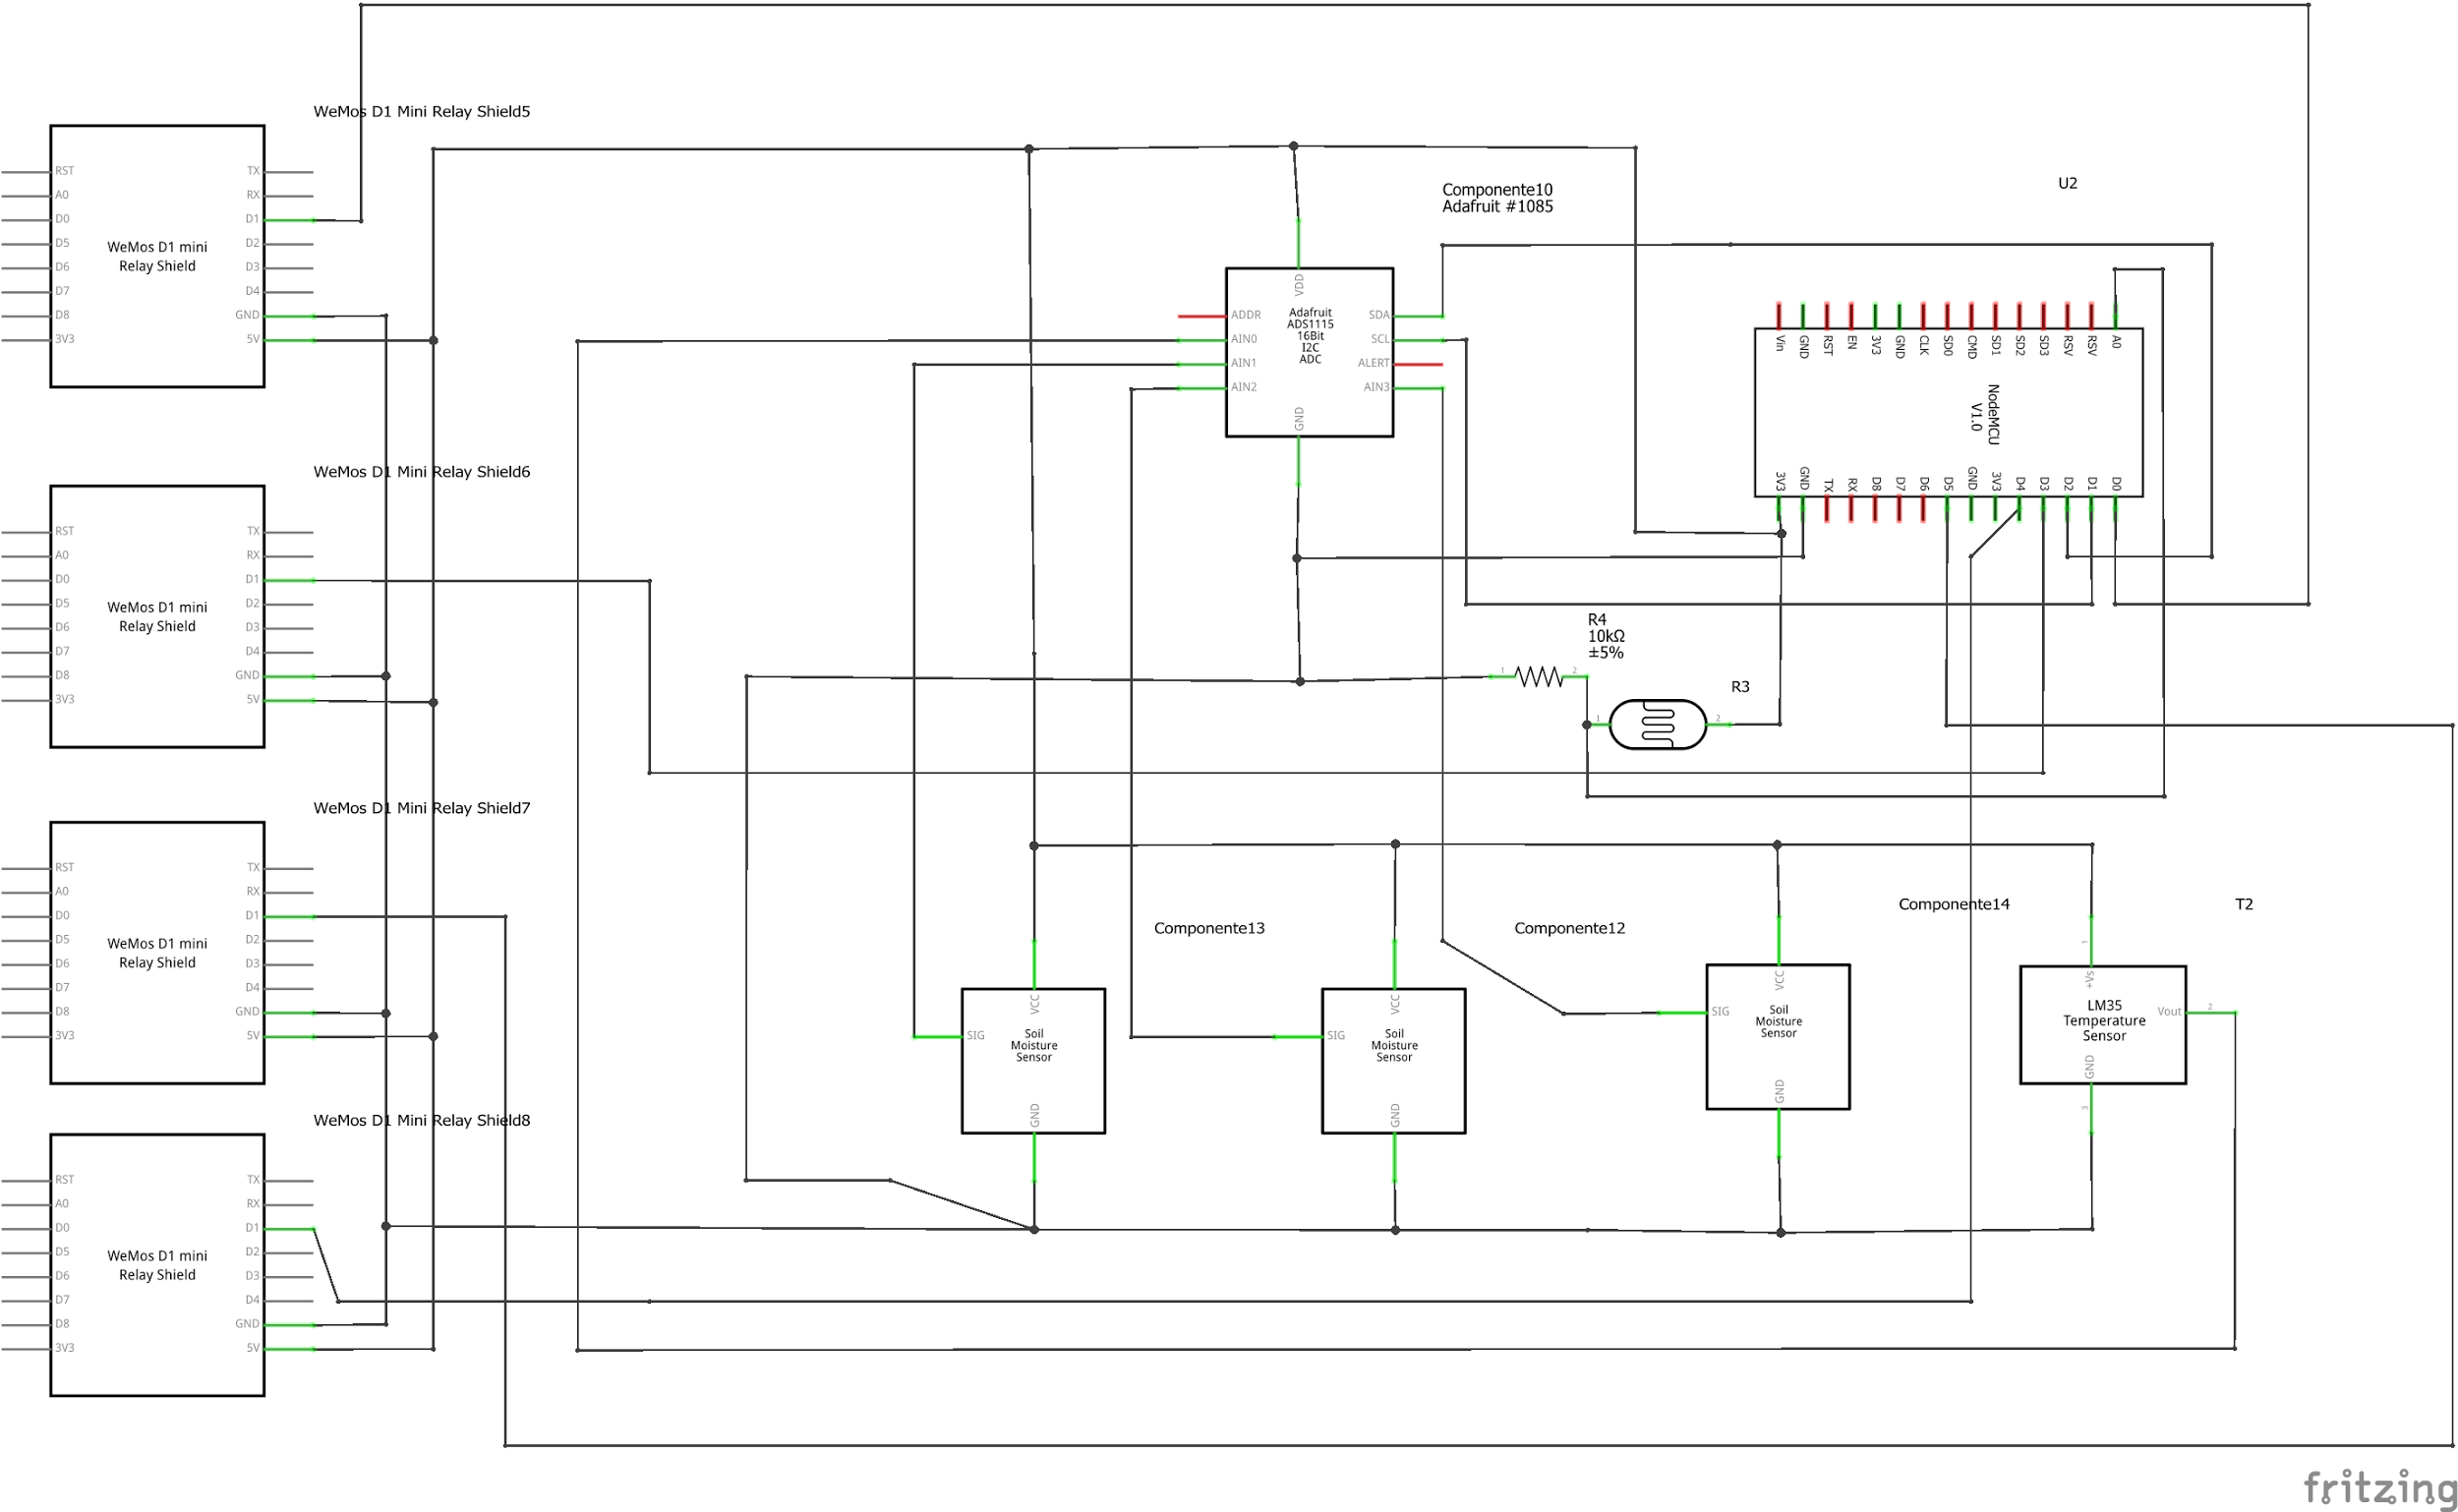 WeMos D1 Mini Relay Shield5
RST
A0
D0
D5
D6
D7
D8
3V3
WeMos D1 mini
Relay Shield
TX
RX
D1
D2
D3
D4
GND
5V
WeMos D1 Mini Relay Shield6
RST
A0
D0
D5
D6
D7
D8
3V3
WeMos D1 mini
Relay Shield
TX
RX
D1
D2
D3
D4
GND
5V
WeMos D1 Mini Relay Shield7
RST
A0
D0
D5
D6
D7
D8
3V3
WeMos D1 mini
Relay Shield
TX
RX
D1
D2
D3
D4
GND
5V
WeMos D1 Mini Relay Shield8
RST
A0
D0
D5
D6
D7
D8
3V3
WeMos D1 mini
Relay Shield
TX
RX
D1
D2
D3
D4
GND
5V
Componente10
Adafruit #1085
VDD
ADDR
AIN0
AIN1
AIN2
Adafruit
ADS1115
16Bit
I2C
ADC
SDA
SCL
ALERT
AIN3
GND
U2
Vin
GND
RST
EN
3V3
GND
CLK
SD0
CMD
SD1
SD2
SD3
RSV
RSV
A0
NodeMCU
V1.0
3V3
GND
TX
RX
D8
D7
D6
D5
GND
3V3
D4
D3
D2
D1
D0
R4
10kΩ
±5%
1
2
R3
1
2
Componente13
VCC
SIG
Soil
Moisture
Sensor
GND
Componente12
VCC
SIG
Soil
Moisture
Sensor
GND
Componente14
VCC
SIG
Soil
Moisture
Sensor
GND
T2
1
+Vs
LM35
Temperature
Sensor
Vout
2
GND
3
fritzing